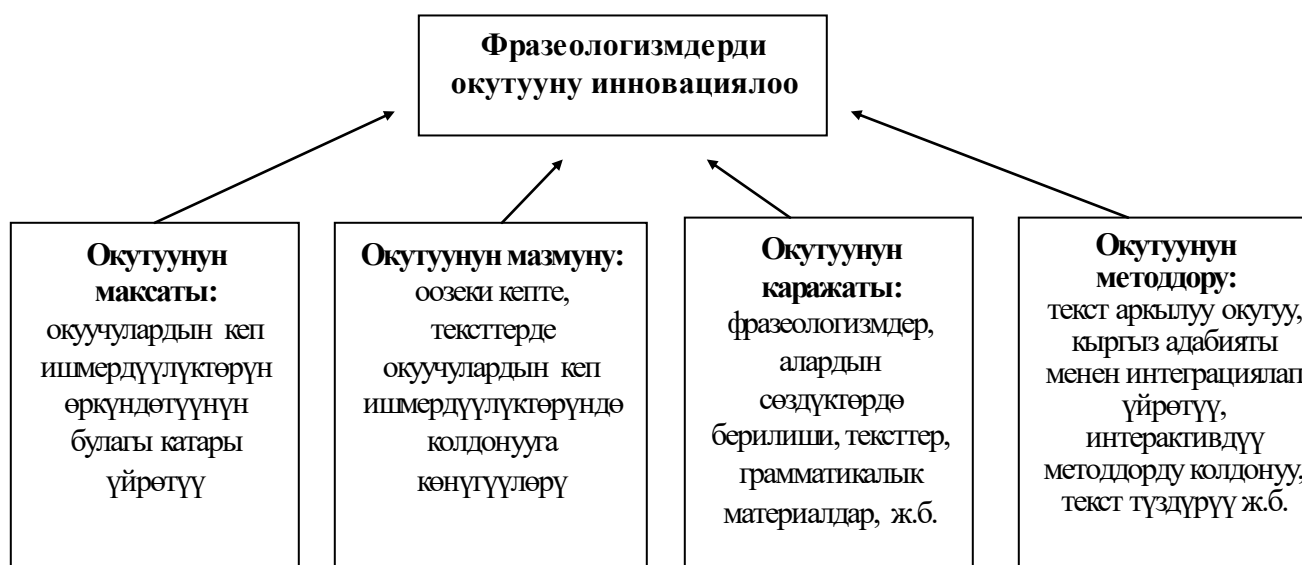 Фразеологизмдерди
окутууну инновациялоо
Окутуунун
максаты:
окуучулардын кеп
ишмердүүлүктөрүн
өркүндөтүүнүн
булагы катары
үйрөтүү
Окутуунун мазмуну:
оозеки кепте,
тексттерде
окуучулардын кеп
ишмердүүлүктөрүндө
колдонууга
көнүгүүлөрү
Окутуунун
каражаты:
фразеологизмдер,
алардын
сөздүктөрдө
берилиши, тексттер,
грамматикалык
материалдар, ж.б.
Окутуунун
методдору:
текст аркылуу окутуу,
кыргыз адабияты
менен интеграциялап
үйрөтүү,
интерактивдүү
методдорду колдонуу,
текст түздүрүү ж.б.